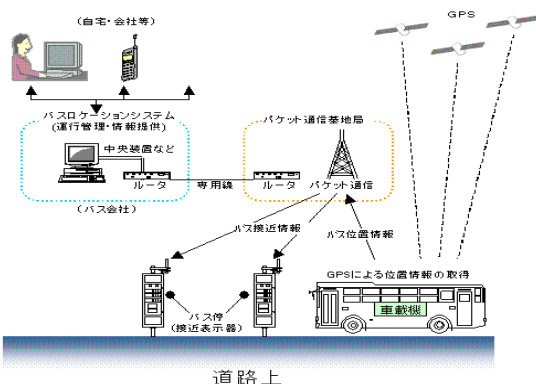 (自宅・会社等)
GPS
バスロケーションシステム
(運行管理・情報提供)
パケット通信基地局
中央装置など
ルータ
専用線
ルータ
パケット通信
(バス会社)
バス接近情報
バス位置情報
GPSによる位置情報の取得
車載機
バス停
(接近表示器)
道路上